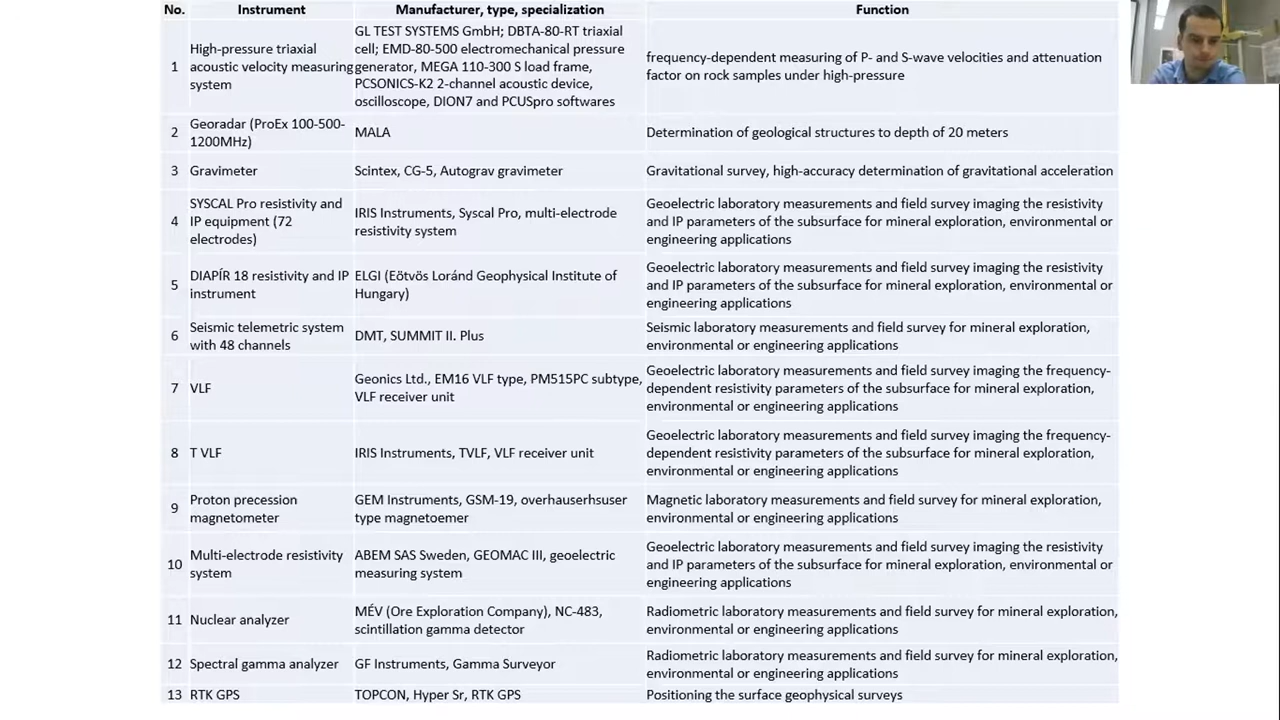 No. Instrument Manufacturer, type, specialization Function
1 High-pressure triaxial acoustic velocity measuring system GL TEST SYSTEMS GmbH; DBTA-80-RT triaxial cell; EMD-80-500 electromechanical pressure generator, MEGA 110-300 S load frame, PCSONICS-K2 2-channel acoustic device, oscilloscope, DION7 and PCUSpro softwares frequency-dependent measuring of P- and S-wave velocities and attenuation factor on rock samples under high-pressure
2 Georadar (ProEx 100-500-1200MHz) MALA Determination of geological structures to depth of 20 meters
3 Gravimeter Scintex, CG-5, Autograv gravimeter Gravitational survey, high-accuracy determination of gravitational acceleration
4 SYSCAL Pro resistivity and IP equipment (72 electrodes) IRIS Instruments, Syscal Pro, multi-electrode resistivity system Geoelectric laboratory measurements and field survey imaging the resistivity and IP parameters of the subsurface for mineral exploration, environmental or engineering applications
5 DIAPÍR 18 resistivity and IP instrument ELGI (Eötvös Loránd Geophysical Institute of Hungary) Geoelectric laboratory measurements and field survey imaging the resistivity and IP parameters of the subsurface for mineral exploration, environmental or engineering applications
6 Seismic telemetric system with 48 channels DMT, SUMMIT II. Plus Seismic laboratory measurements and field survey for mineral exploration, environmental or engineering applications
7 VLF Geonics Ltd., EM16 VLF type, PM515PC subtype, VLF receiver unit Geoelectric laboratory measurements and field survey imaging the frequency-dependent resistivity parameters of the subsurface for mineral exploration, environmental or engineering applications
8 T VLF IRIS Instruments, TVLF, VLF receiver unit Geoelectric laboratory measurements and field survey imaging the frequency-dependent resistivity parameters of the subsurface for mineral exploration, environmental or engineering applications
9 Proton precession magnetometer GEM Instruments, GSM-19, overhauserhsuser type magnetoemer Magnetic laboratory measurements and field survey for mineral exploration, environmental or engineering applications
10 Multi-electrode resistivity system ABEM SAS Sweden, GEOMAC III, geoelectric measuring system Geoelectric laboratory measurements and field survey imaging the resistivity and IP parameters of the subsurface for mineral exploration, environmental or engineering applications
11 Nuclear analyzer MÉV (Ore Exploration Company), NC-483, scintillation gamma detector Radiometric laboratory measurements and field survey for mineral exploration, environmental or engineering applications
12 Spectral gamma analyzer GF Instruments, Gamma Surveyor Radiometric laboratory measurements and field survey for mineral exploration, environmental or engineering applications
13 RTK GPS TOPCON, Hyper Sr, RTK GPS Positioning the surface geophysical surveys